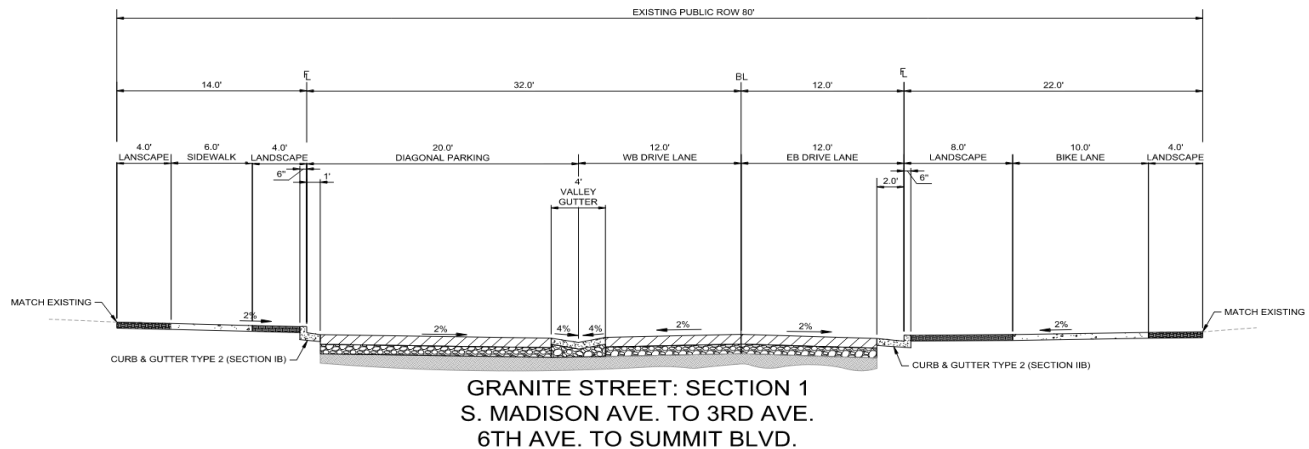 EXISTING PUBLIC ROW 80'
FL
BL
FL
14.0'
32.0'
12.0'
22.0'
4.0'
LANSCAPE
6.0'
SIDEWALK
4.0'
LANDSCAPE
20.0'
DIAGONAL PARKING
12.0'
WB DRIVE LANE
12.0'
EB DRIVE LANE
8.0'
LANDSCAPE
10.0'
BIKE LANE
4.0'
LANDSCAPE
6"
1'
4'
VALLEY
GUTTER
2.0'
6"
MATCH EXISTING
2%
2%
4%
4%
2%
2%
2%
MATCH EXISTING
CURB & GUTTER TYPE 2 (SECTION IB)
CURB & GUTTER TYPE 2 (SECTION IIB)
GRANITE STREET: SECTION 1
S. MADISON AVE. TO 3RD AVE.
6TH AVE. TO SUMMIT BLVD.